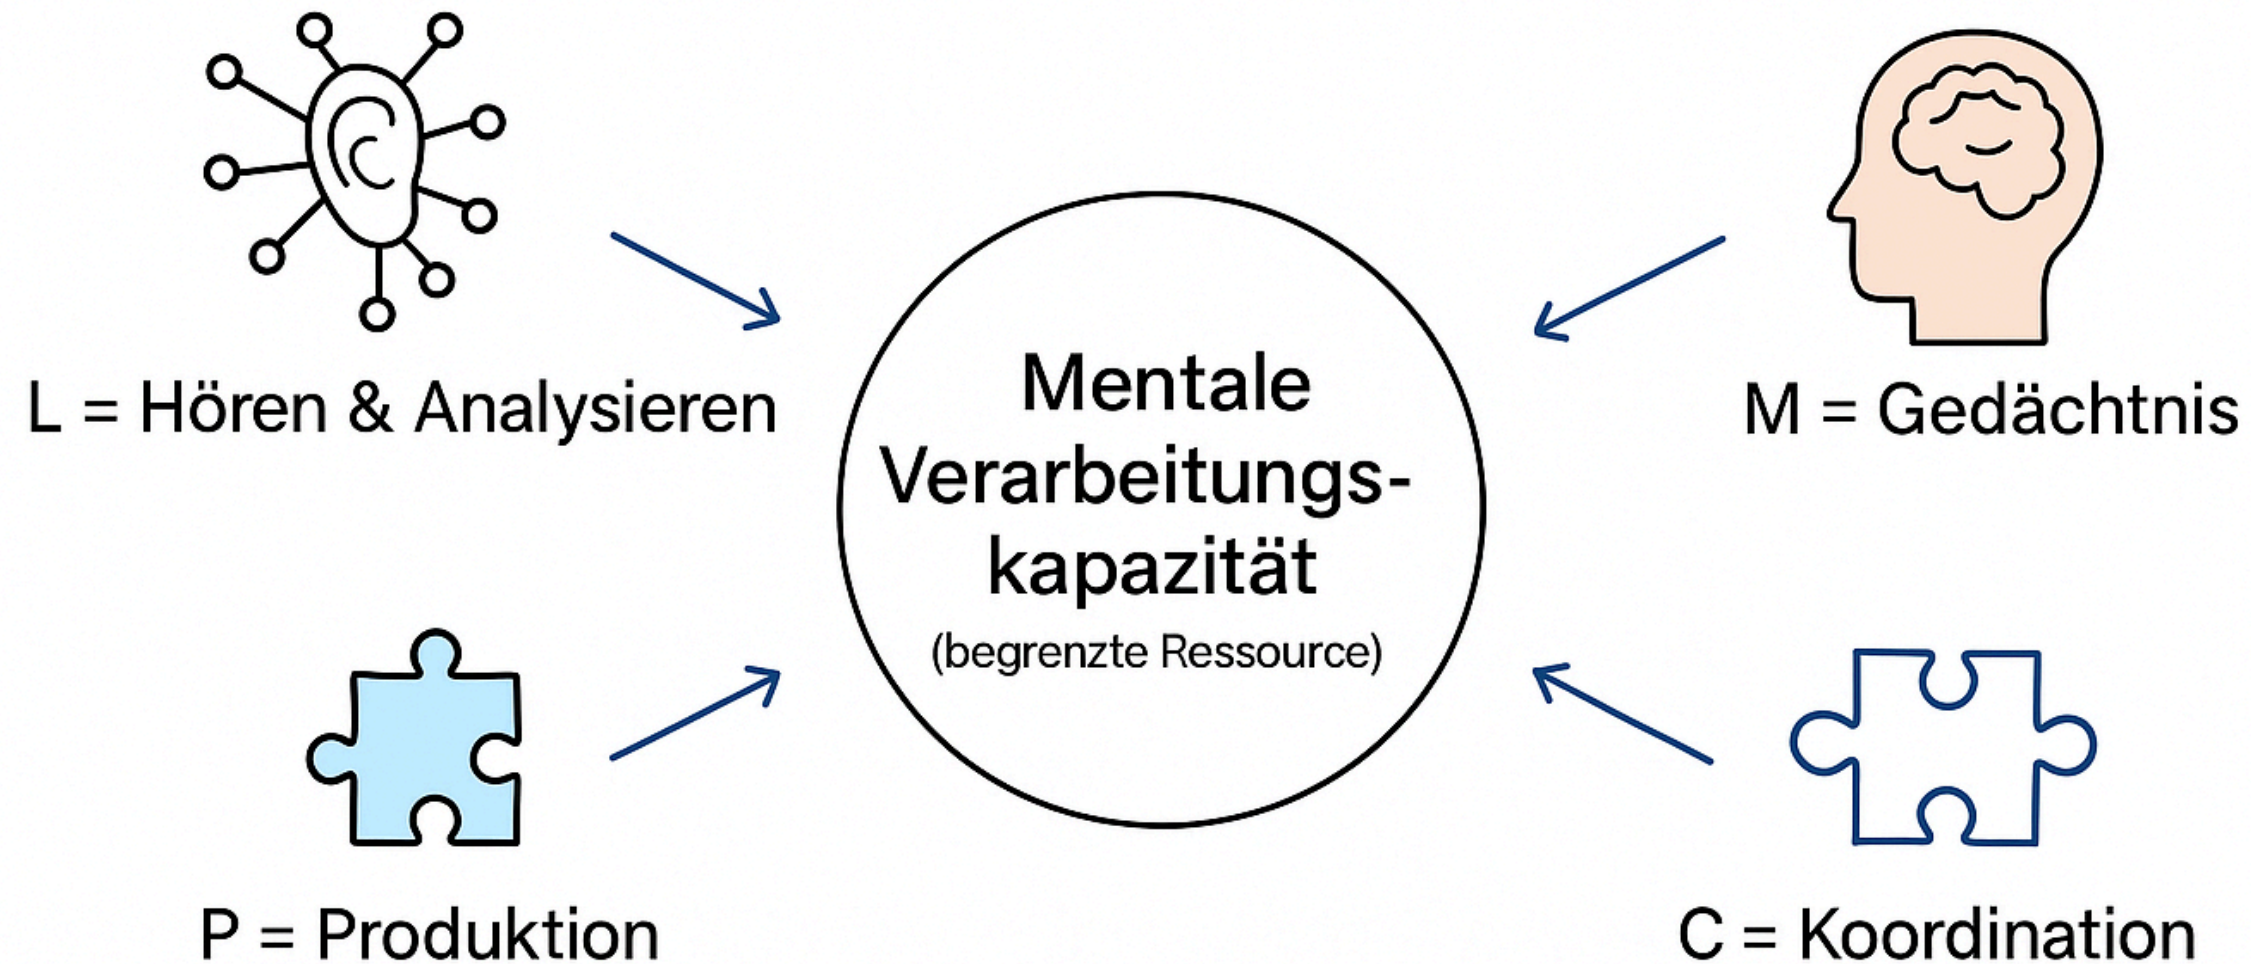 L = Hören & Analysieren
M = Gedächtnis
Mentale
Verarbeitungs-
kapazität
(begrenzte Ressource)
P = Produktion
C = Koordination